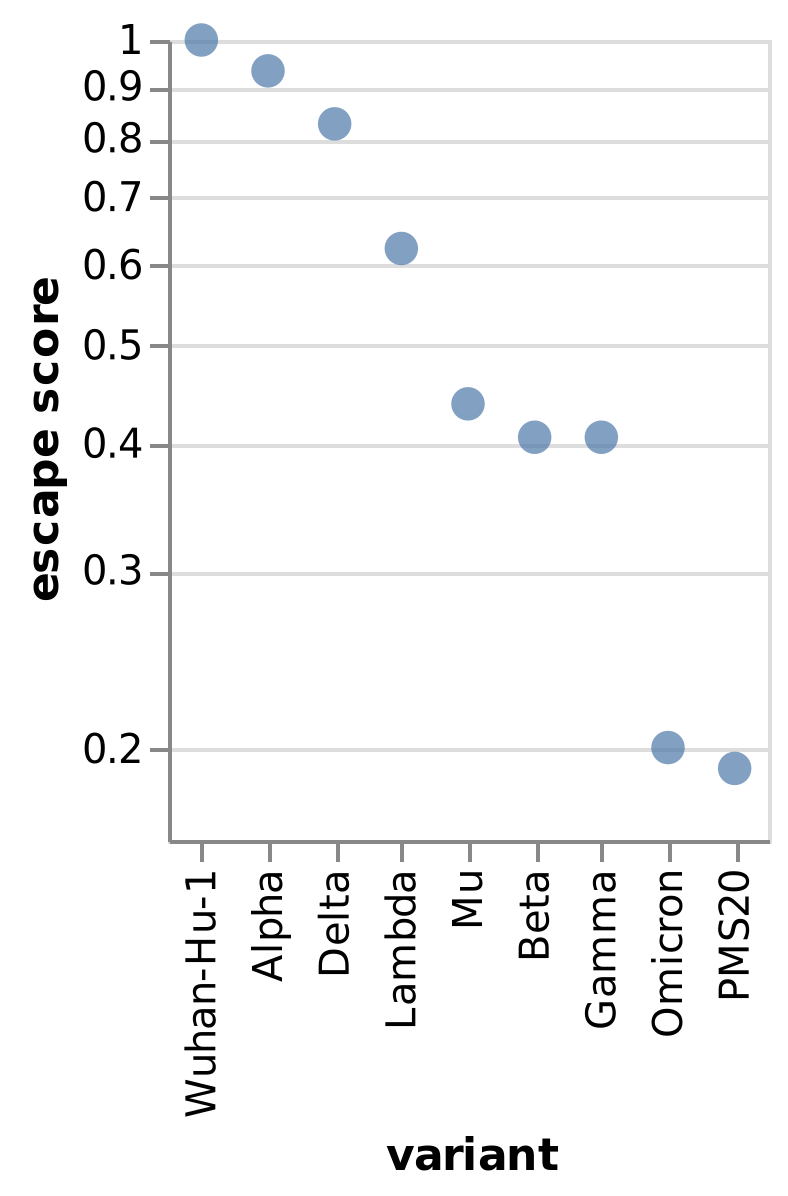 escape score
1
0.9
0.8
0.7
0.6
0.5
0.4
0.3
0.2
Wuhan-Hu-1
Alpha
Delta
Lambda
Mu
Beta
Gamma
Omicron
PMS20
variant